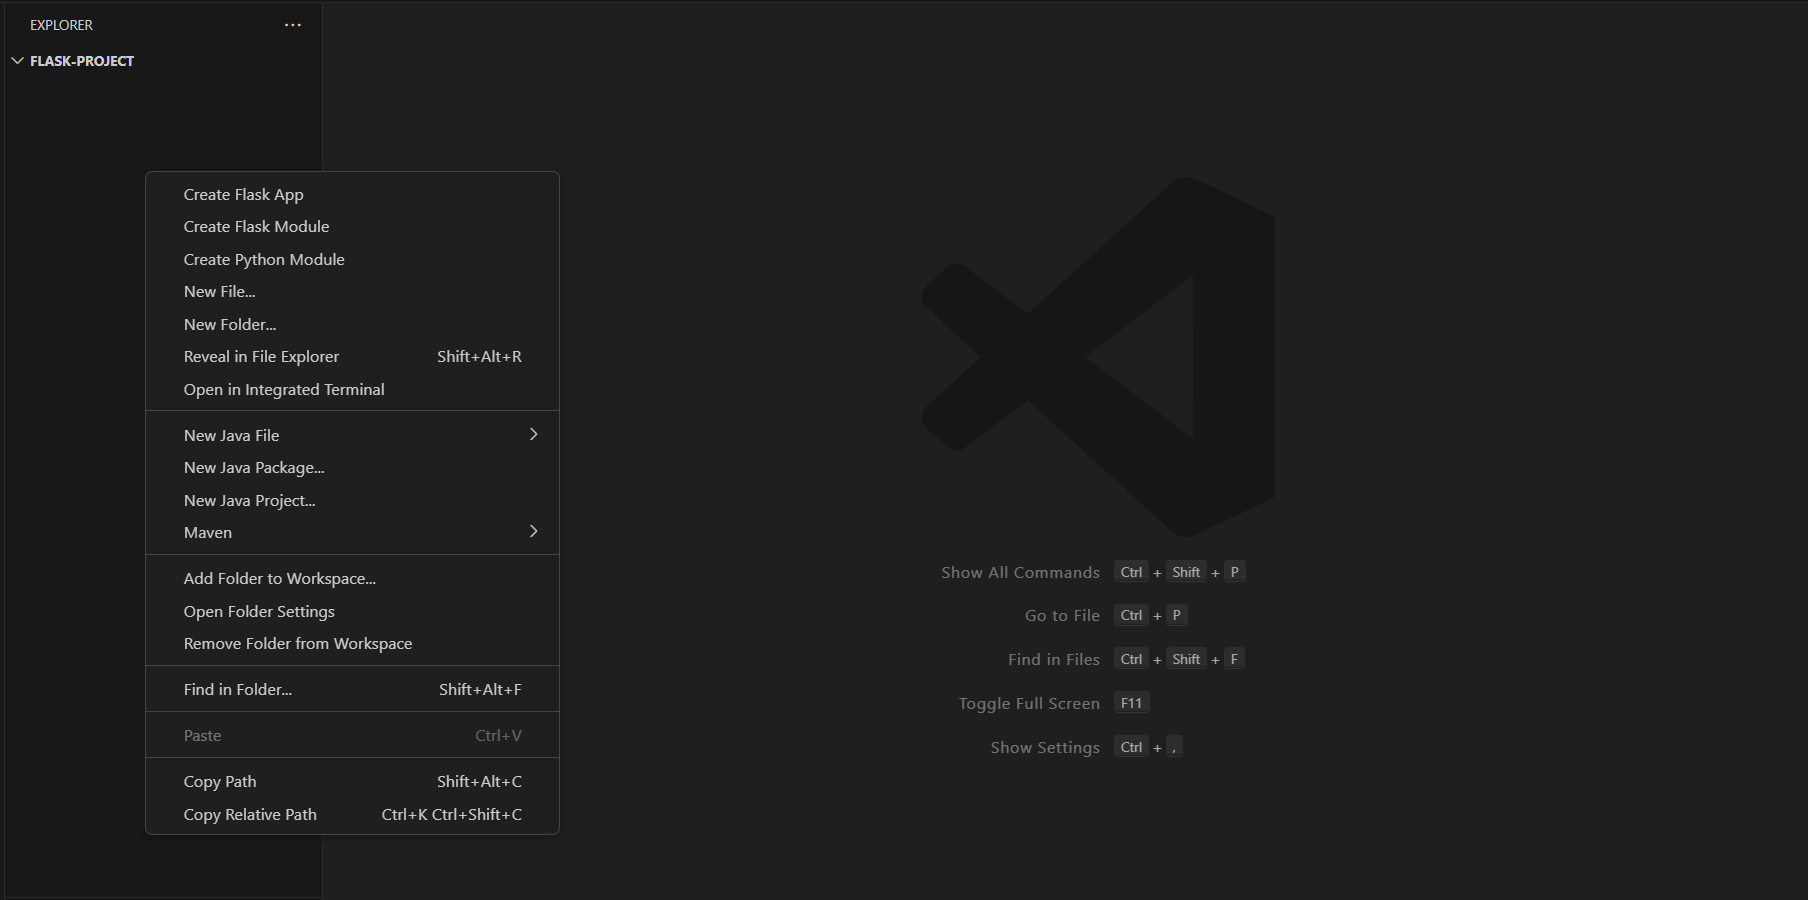 EXPLORER ...
FLASK-PROJECT
Create Flask App
Create Flask Module
Create Python Module
New File...
New Folder...
Reveal in File Explorer Shift+Alt+R
Open in Integrated Terminal
New Java File
New Java Package...
New Java Project...
Maven
Add Folder to Workspace...
Open Folder Settings
Remove Folder from Workspace
Find in Folder... Shift+Alt+F
Paste Ctrl+V
Copy Path Shift+Alt+C
Copy Relative Path Ctrl+K Ctrl+Shift+C
Show All Commands Ctrl + Shift + P
Go to File Ctrl + P
Find in Files Ctrl + Shift + F
Toggle Full Screen F11
Show Settings Ctrl + ,